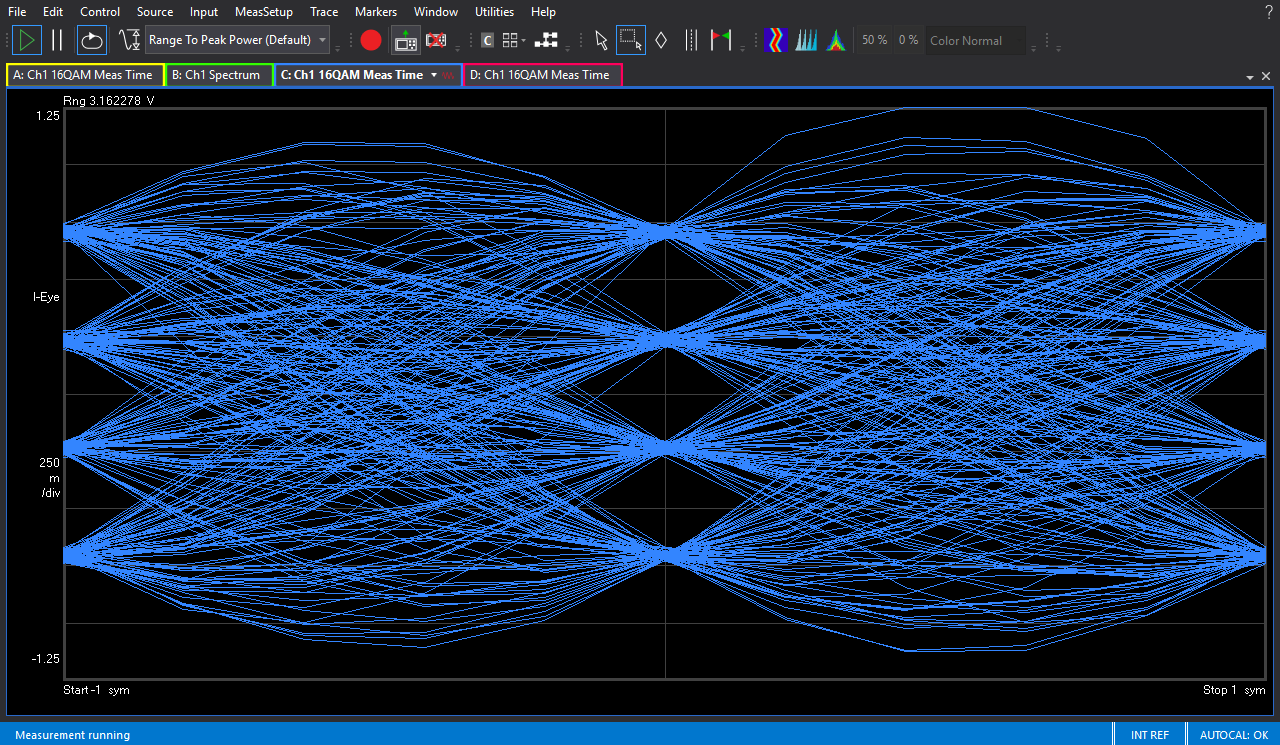 File Edit Control Source Input MeasSetup Trace Markers Window Utilities Help ?
Range To Peak Power (Default) C 50 % 0 % Color Normal
A: Ch1 16QAM Meas Time B: Ch1 Spectrum C: Ch1 16QAM Meas Time D: Ch1 16QAM Meas Time
Rng 3.162278 V
1.25
I-Eye
250
m
/div
-1.25
Start -1 sym Stop 1 sym
Measurement running INT REF AUTOCAL: OK